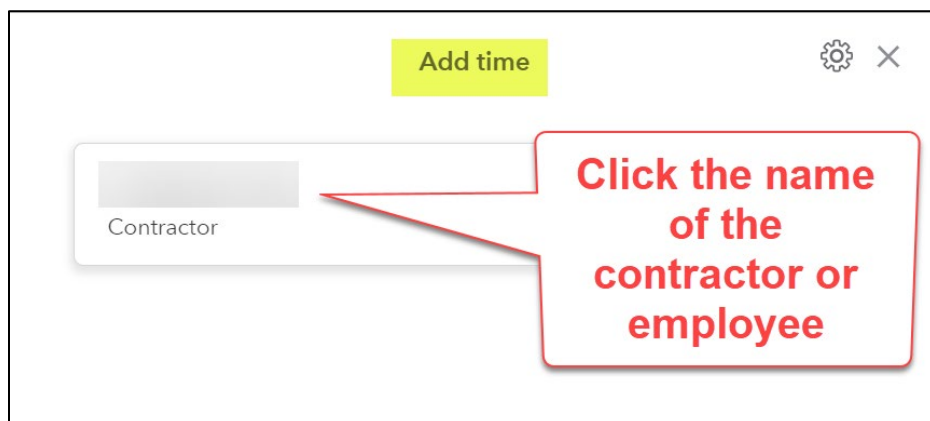 Add time
Contractor
Click the name
of the
contractor or
employee